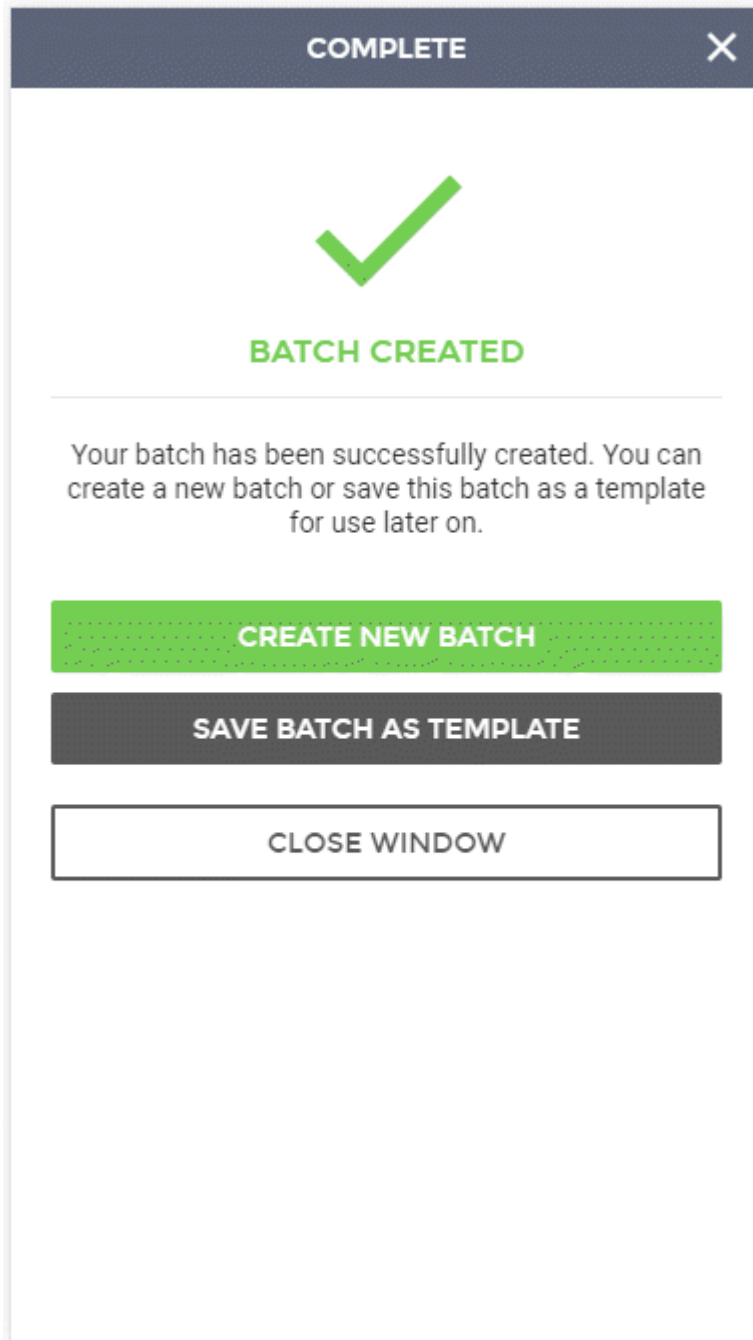 COMPLETE
BATCH CREATED
Your batch has been successfully created. You can
create a new batch or save this batch as a template
for use later on.
CREATE NEW BATCH
SAVE BATCH AS TEMPLATE
CLOSE WINDOW